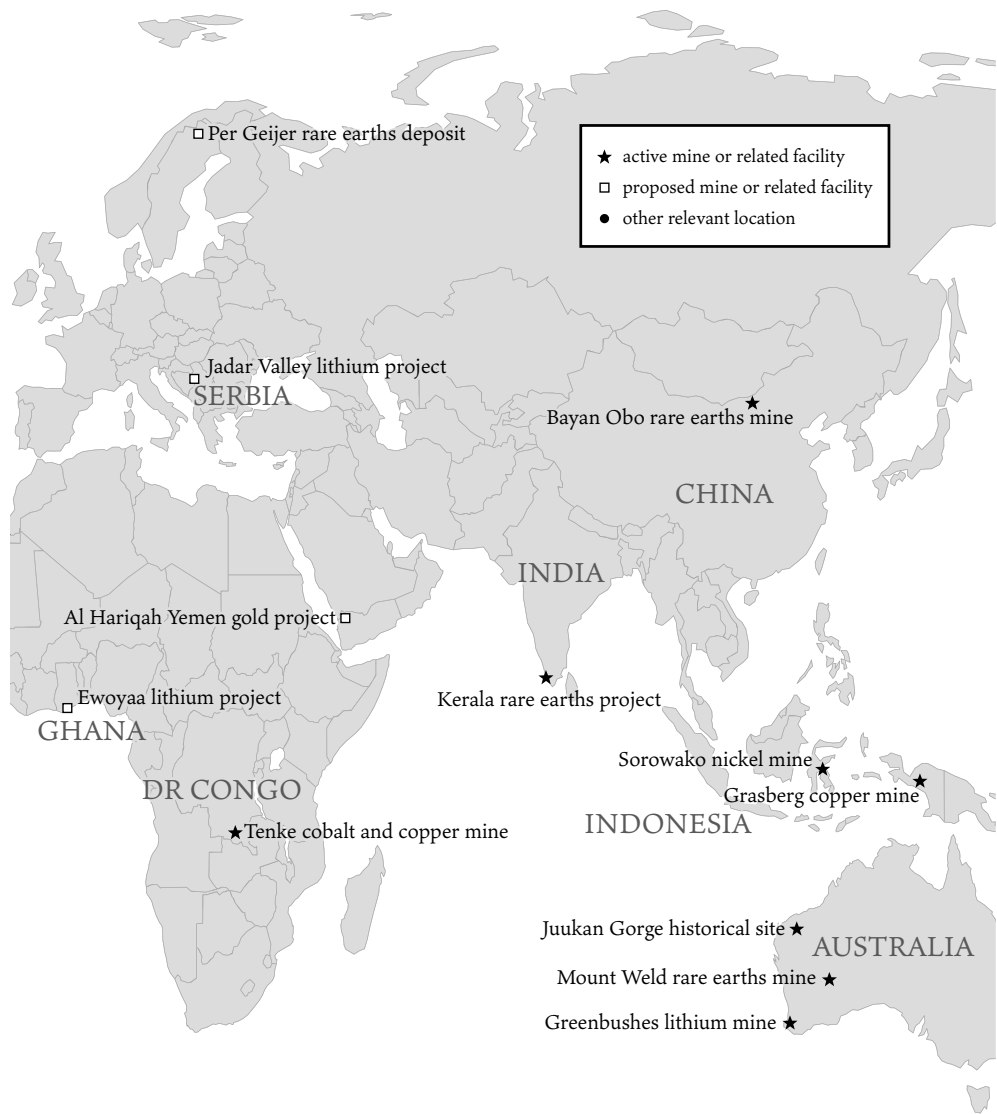 Per Geijer rare earths deposit
active mine or related facility
proposed mine or related facility
other relevant location
Jadar Valley lithium project
SERBIA
Bayan Obo rare earths mine
CHINA
INDIA
Al Hariqah Yemen gold project
Kerala rare earths project
Ewoyaa lithium project
GHANA
Sorowako nickel mine
DR CONGO
Grasberg copper mine
INDONESIA
Tenke cobalt and copper mine
Juukan Gorge historical site
AUSTRALIA
Mount Weld rare earths mine
Greenbushes lithium mine